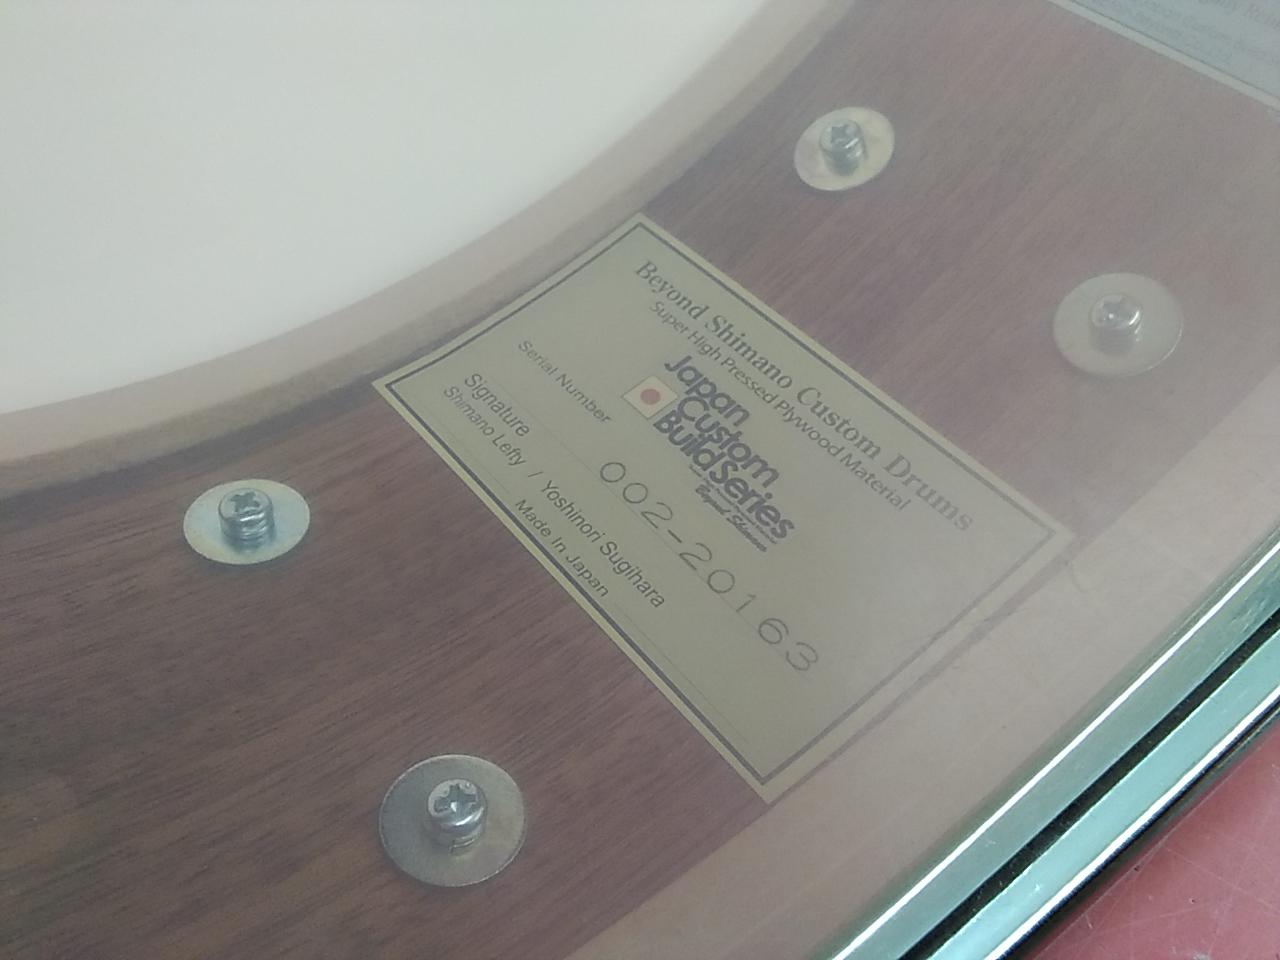 Beyond Shimano Custom Drums
Super High Pressed Plywood Material
Japan
Custom
Build Series
Beyond Shimano
Serial Number 002-20163
Signature
Shimano Lefty / Yoshinori Sugihara
Made In Japan